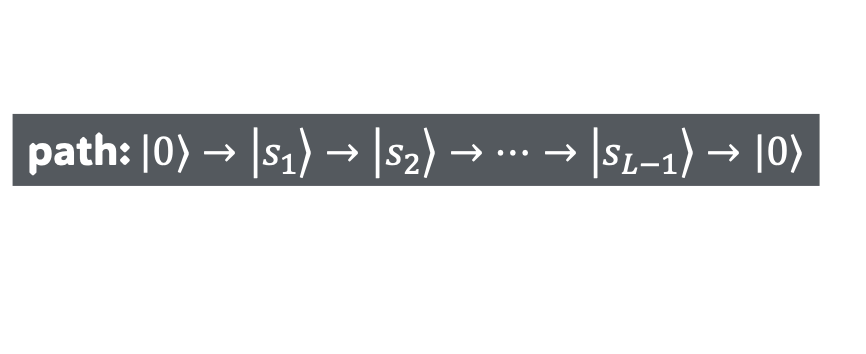 path: |0⟩ → |s₁⟩ → |s₂⟩ → ⋯ → |s_{L−1}⟩ → |0⟩